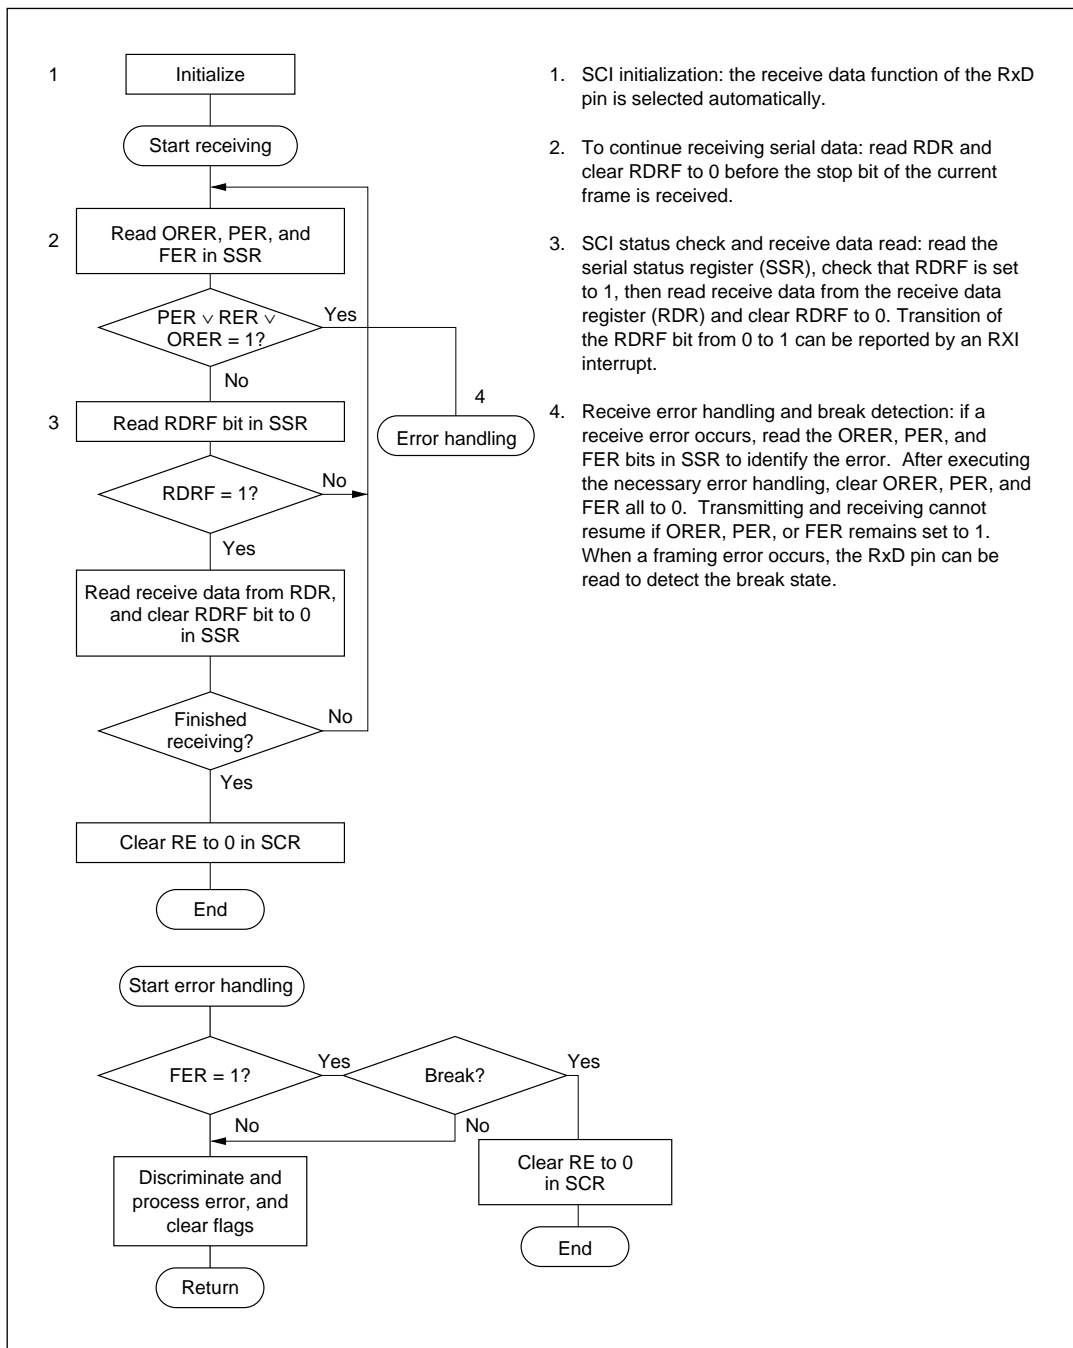 1
Initialize
Start receiving
2
Read ORER, PER, and
FER in SSR
PER ∨ RER ∨
ORER = 1?
Yes
No
4
Error handling
3
Read RDRF bit in SSR
RDRF = 1?
No
Yes
Read receive data from RDR,
and clear RDRF bit to 0
in SSR
Finished
receiving?
No
Yes
Clear RE to 0 in SCR
End
1. SCI initialization: the receive data function of the RxD
pin is selected automatically.
2. To continue receiving serial data: read RDR and
clear RDRF to 0 before the stop bit of the current
frame is received.
3. SCI status check and receive data read: read the
serial status register (SSR), check that RDRF is set
to 1, then read receive data from the receive data
register (RDR) and clear RDRF to 0. Transition of
the RDRF bit from 0 to 1 can be reported by an RXI
interrupt.
4. Receive error handling and break detection: if a
receive error occurs, read the ORER, PER, and
FER bits in SSR to identify the error. After executing
the necessary error handling, clear ORER, PER, and
FER all to 0. Transmitting and receiving cannot
resume if ORER, PER, or FER remains set to 1.
When a framing error occurs, the RxD pin can be
read to detect the break state.
Start error handling
FER = 1?
Yes
Break?
Yes
No
No
Discriminate and
process error, and
clear flags
Clear RE to 0
in SCR
Return
End